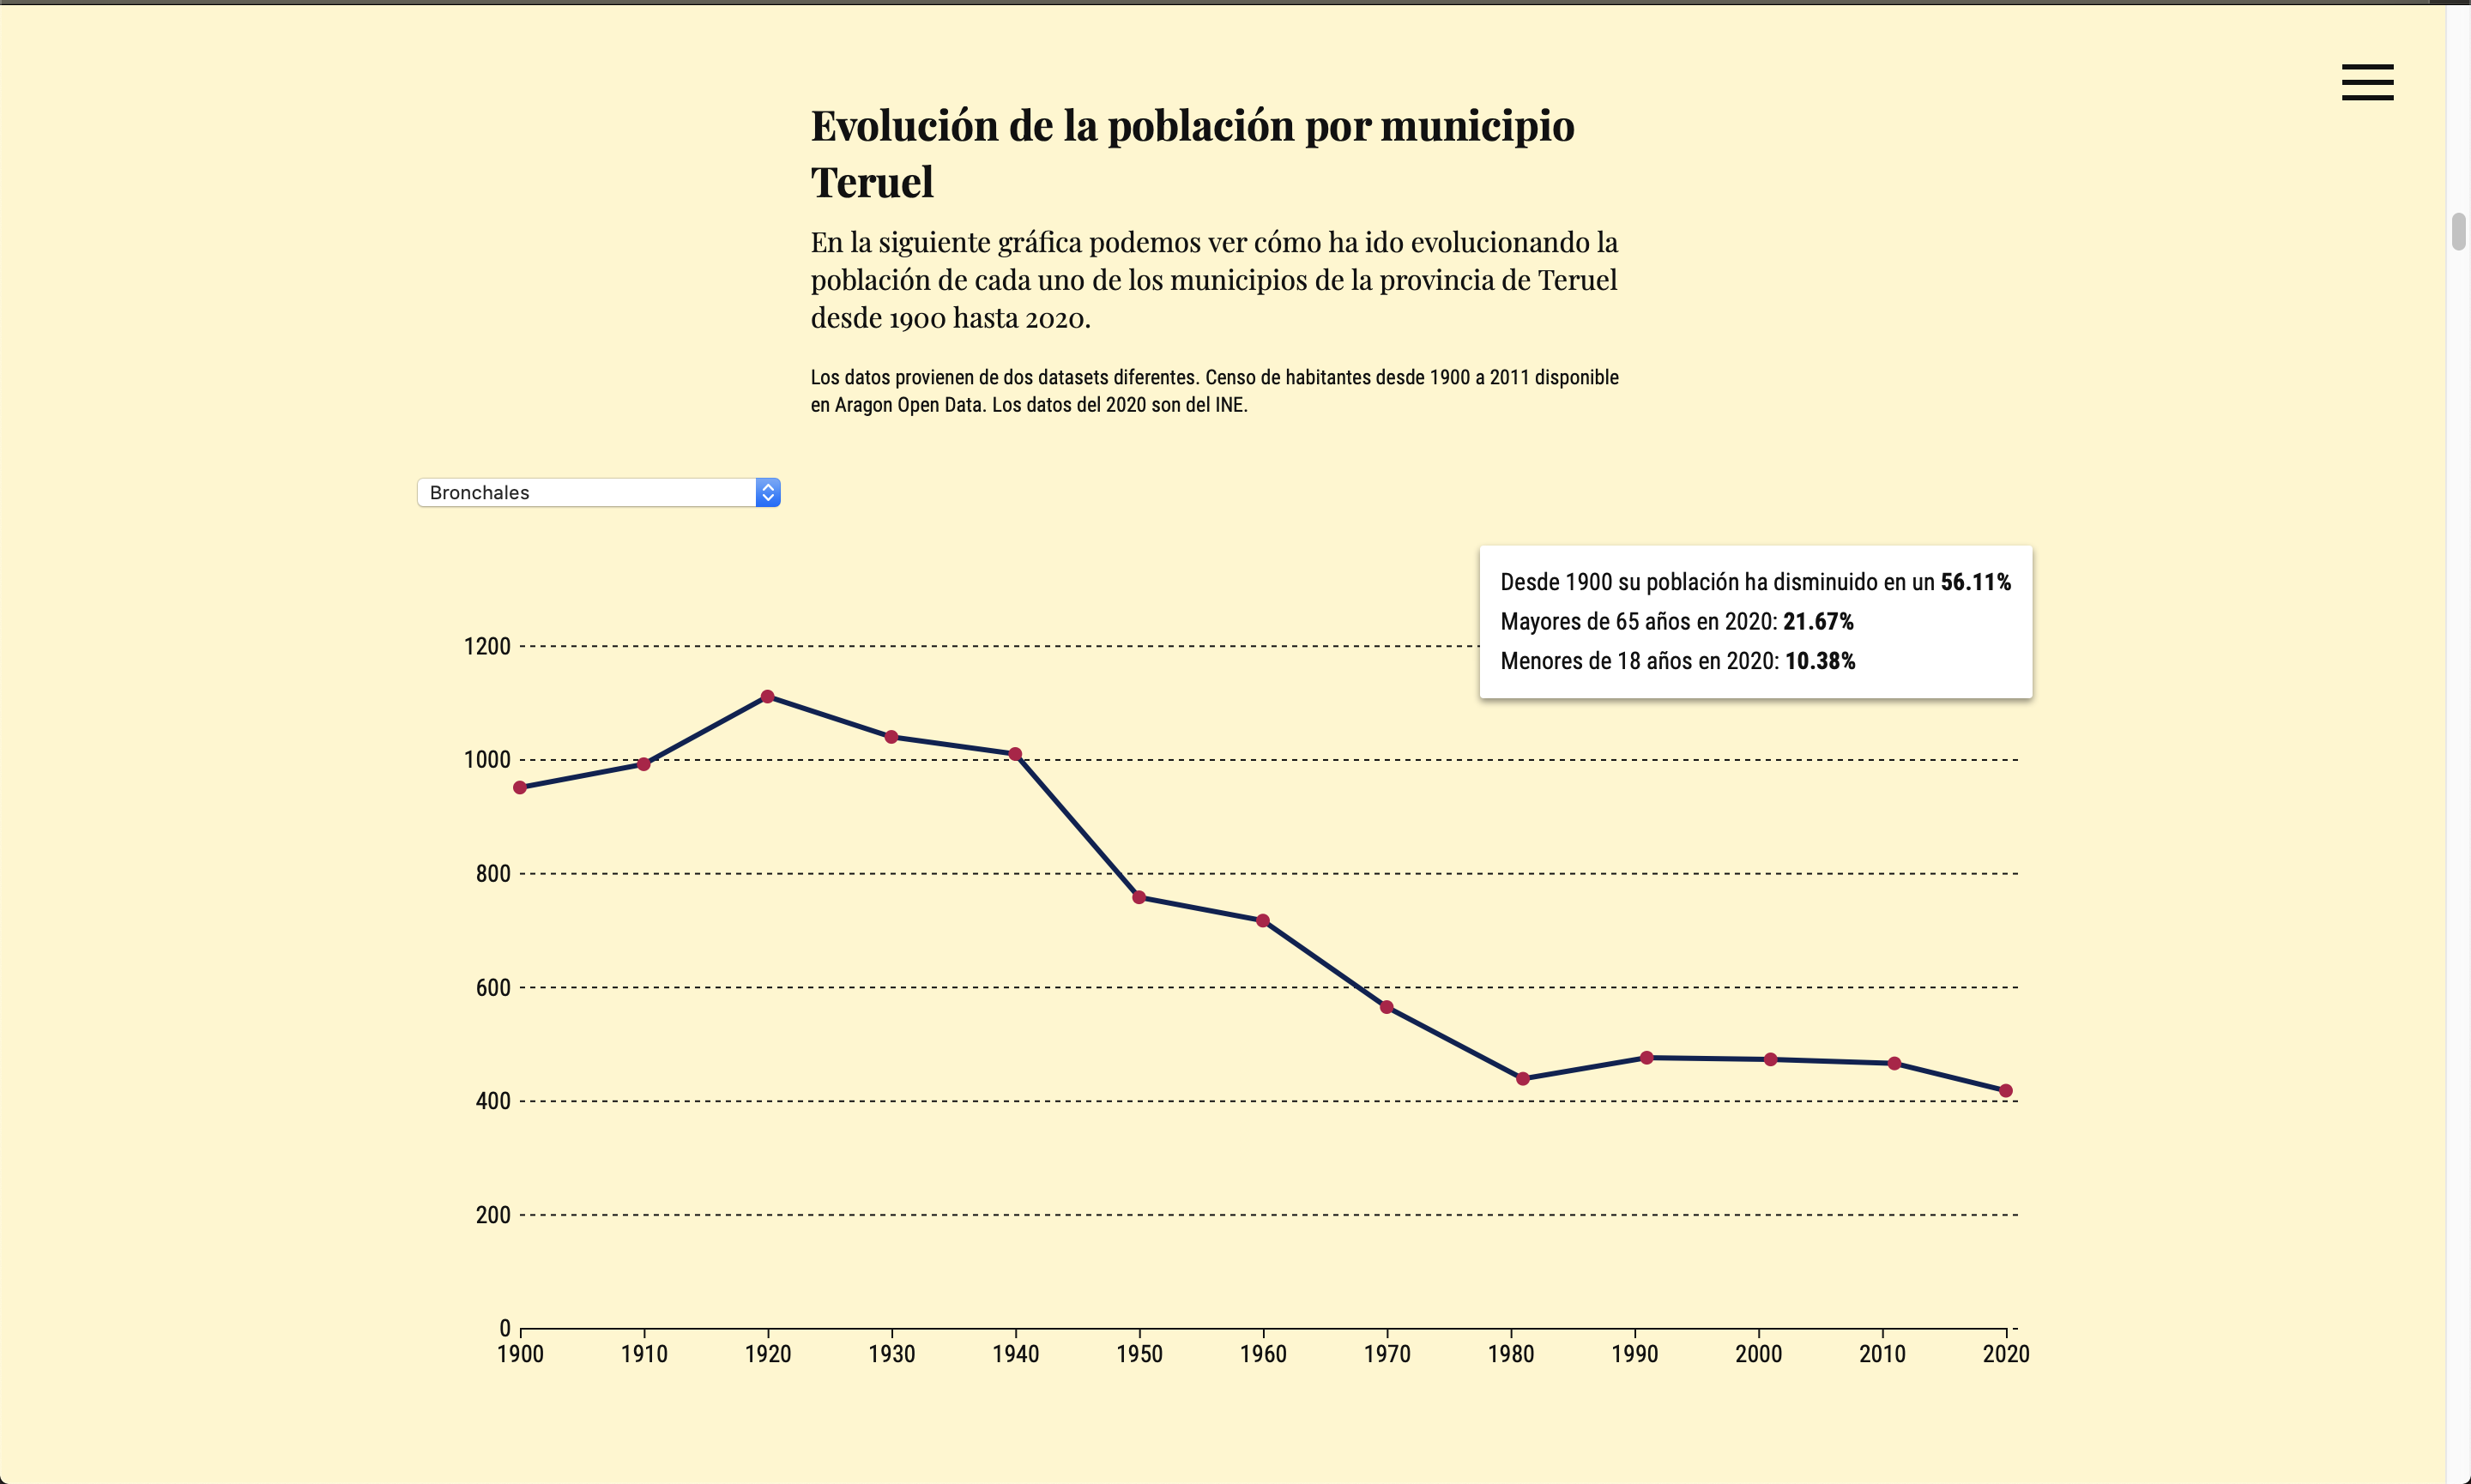 Evolución de la población por municipio
Teruel
En la siguiente gráfica podemos ver cómo ha ido evolucionando la
población de cada uno de los municipios de la provincia de Teruel
desde 1900 hasta 2020.
Los datos provienen de dos datasets diferentes. Censo de habitantes desde 1900 a 2011 disponible
en Aragon Open Data. Los datos del 2020 son del INE.
Bronchales
Desde 1900 su población ha disminuido en un 56.11%
Mayores de 65 años en 2020: 21.67%
Menores de 18 años en 2020: 10.38%
1200
1000
800
600
400
200
0
1900 1910 1920 1930 1940 1950 1960 1970 1980 1990 2000 2010 2020